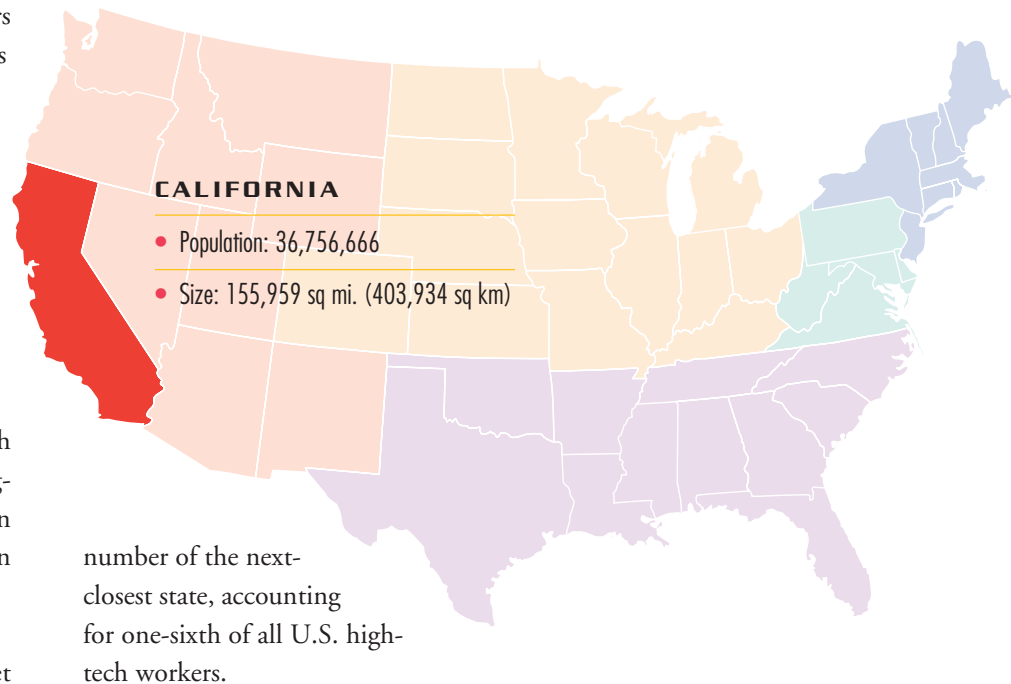 CALIFORNIA
• Population: 36,756,666
• Size: 155,959 sq mi. (403,934 sq km)
number of the next-
closest state, accounting
for one-sixth of all U.S. high-
tech workers.